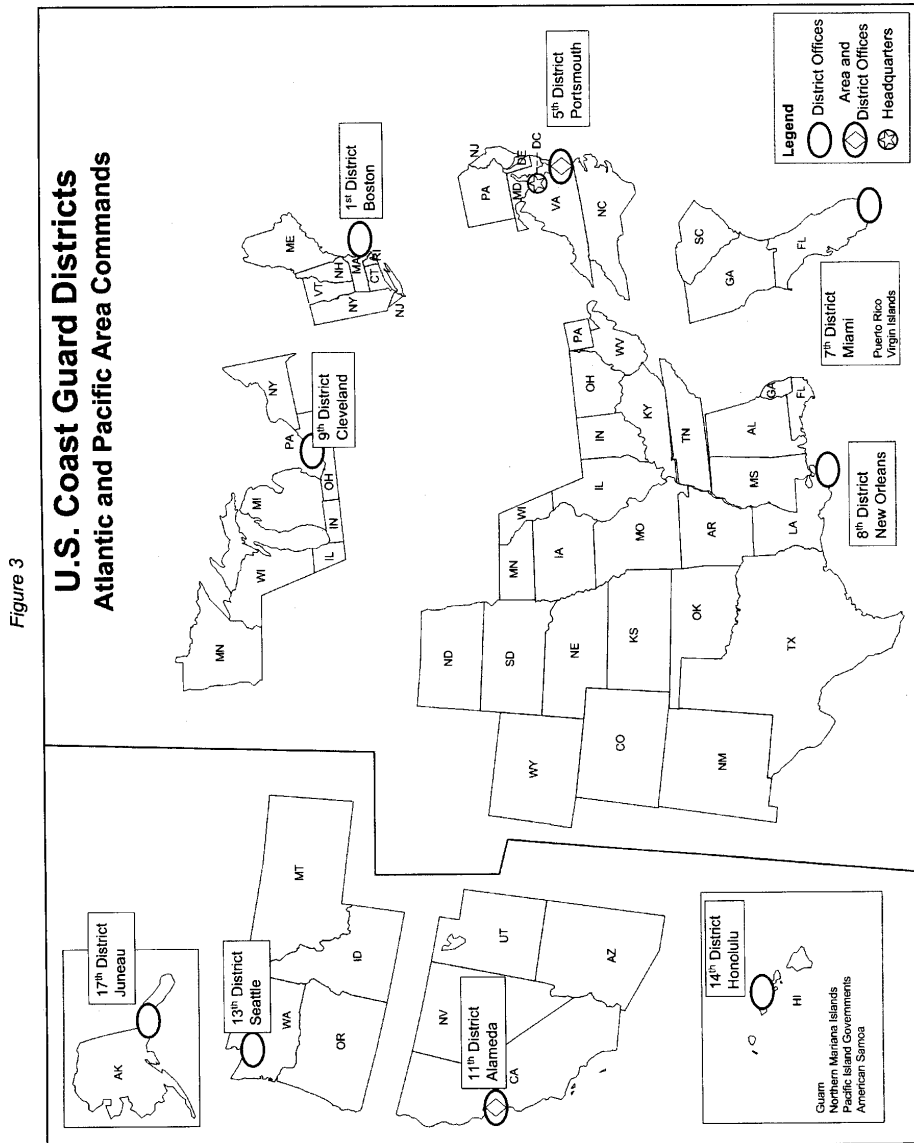 Figure 3
U.S. Coast Guard Districts
Atlantic and Pacific Area Commands
17th District
Juneau
AK
13th District
Seattle
WA
MT
OR
ID
11th District
Alameda
NV
UT
CA
AZ
14th District
Honolulu
HI
Guam
Northern Mariana Islands
Pacific Island Governments
American Samoa
MN
WI
MI
IL
IN
OH
PA
NY
9th District
Cleveland
ME
VT
NH
NY
MA
CT
RI
NJ
1st District
Boston
ND
SD
WY
NE
CO
KS
NM
OK
TX
MN
WI
IA
IL
MO
AR
LA
IN
OH
PA
WV
KY
TN
MS
AL
GA
FL
8th District
New Orleans
PA
NJ
MD
DE
DC
VA
NC
5th District
Portsmouth
SC
GA
FL
7th District
Miami
Puerto Rico
Virgin Islands
Legend
District Offices
Area and
District Offices
Headquarters